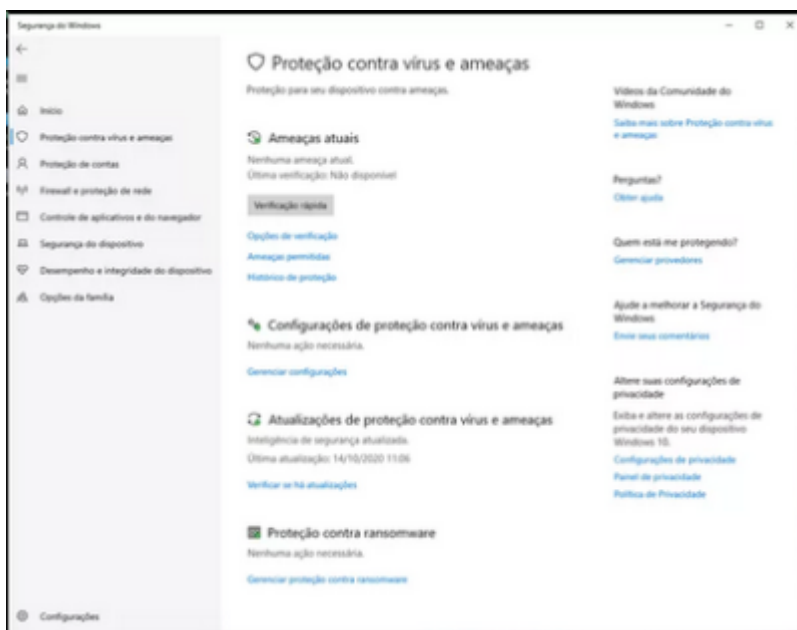 Segurança do Windows
Início
Proteção contra vírus e ameaças
Proteção de contas
Firewall e proteção de rede
Controle de aplicativos e do navegador
Segurança do dispositivo
Desempenho e integridade do dispositivo
Opções da família
Configurações
Proteção contra vírus e ameaças
Proteção para seu dispositivo contra ameaças.
Ameaças atuais
Nenhuma ameaça atual.
Última verificação: Não disponível
Verificação rápida
Opções de verificação
Ameaças permitidas
Histórico de proteção
Configurações de proteção contra vírus e ameaças
Nenhuma ação necessária.
Gerenciar configurações
Atualizações de proteção contra vírus e ameaças
Inteligência de segurança atualizada.
Última atualização: 14/10/2020 11:06
Verificar se há atualizações
Proteção contra ransomware
Nenhuma ação necessária.
Gerenciar proteção contra ransomware
Vídeos da Comunidade do
Windows
Saiba mais sobre Proteção contra vírus
e ameaças
Perguntas?
Obter ajuda
Quem está me protegendo?
Gerenciar provedores
Ajude a melhorar a Segurança do
Windows
Envie seus comentários
Altere suas configurações de
privacidade
Exiba e altere as configurações de
privacidade do seu dispositivo
Windows 10.
Configurações de privacidade
Painel de privacidade
Política de Privacidade